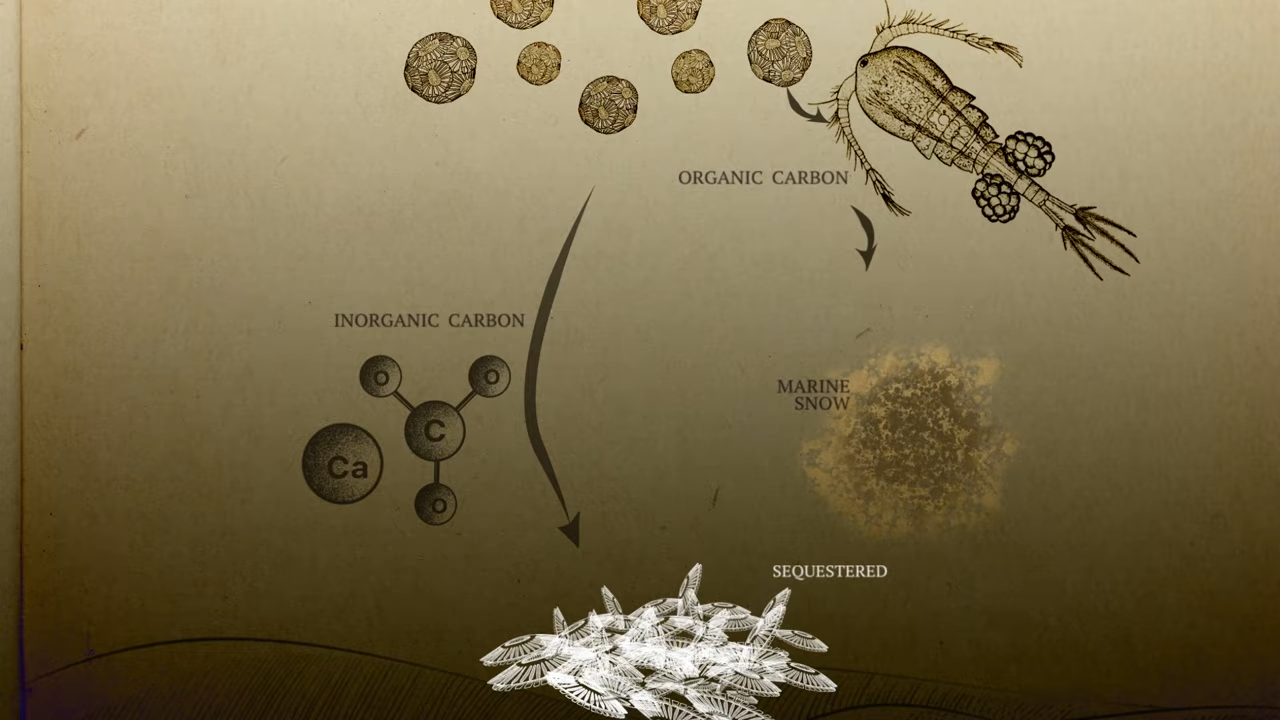 ORGANIC CARBON
INORGANIC CARBON
O
O
C
Ca
O
MARINE
SNOW
SEQUESTERED